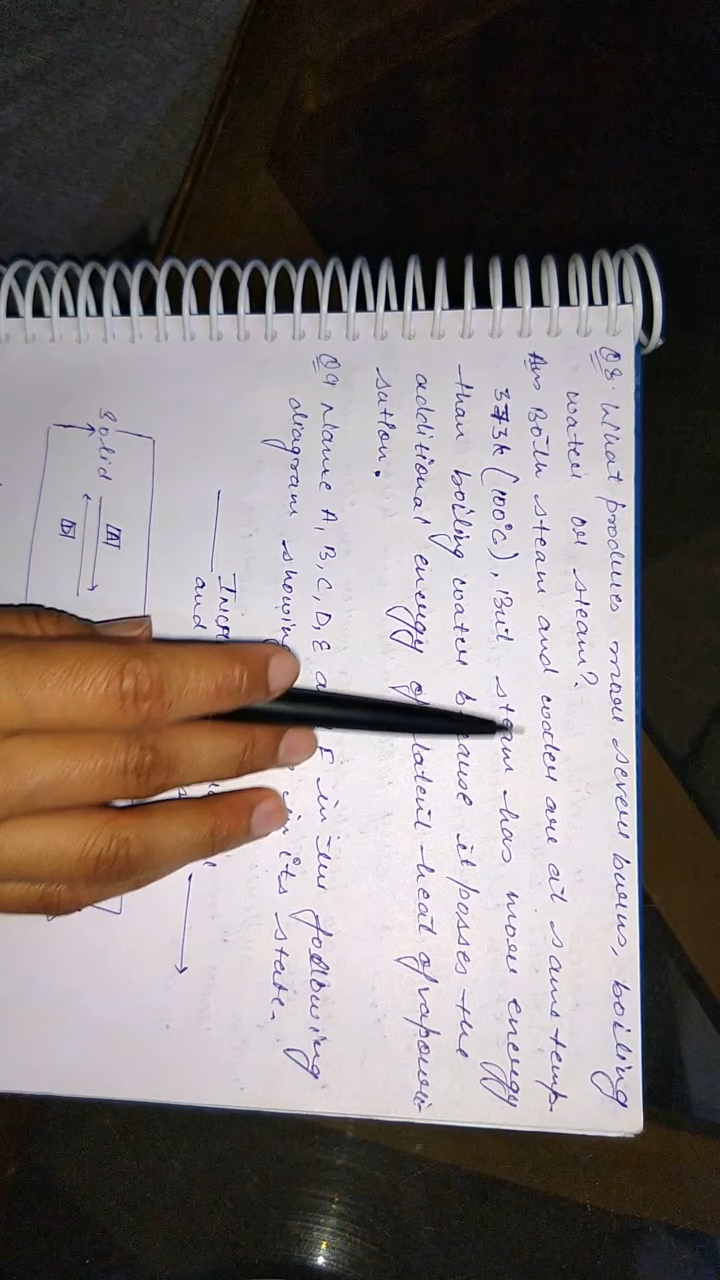 Q8. What produces more severe burns, boiling
water or steam?
Ans Both steam and water are at same temp
373k (100°C), But steam has more energy
than boiling water because it posses the
additional energy of latent heat of vapouri
sation.
Q9 Name A, B, C, D, E a F in the following
diagram showing in its state.
and
Solid
A
D